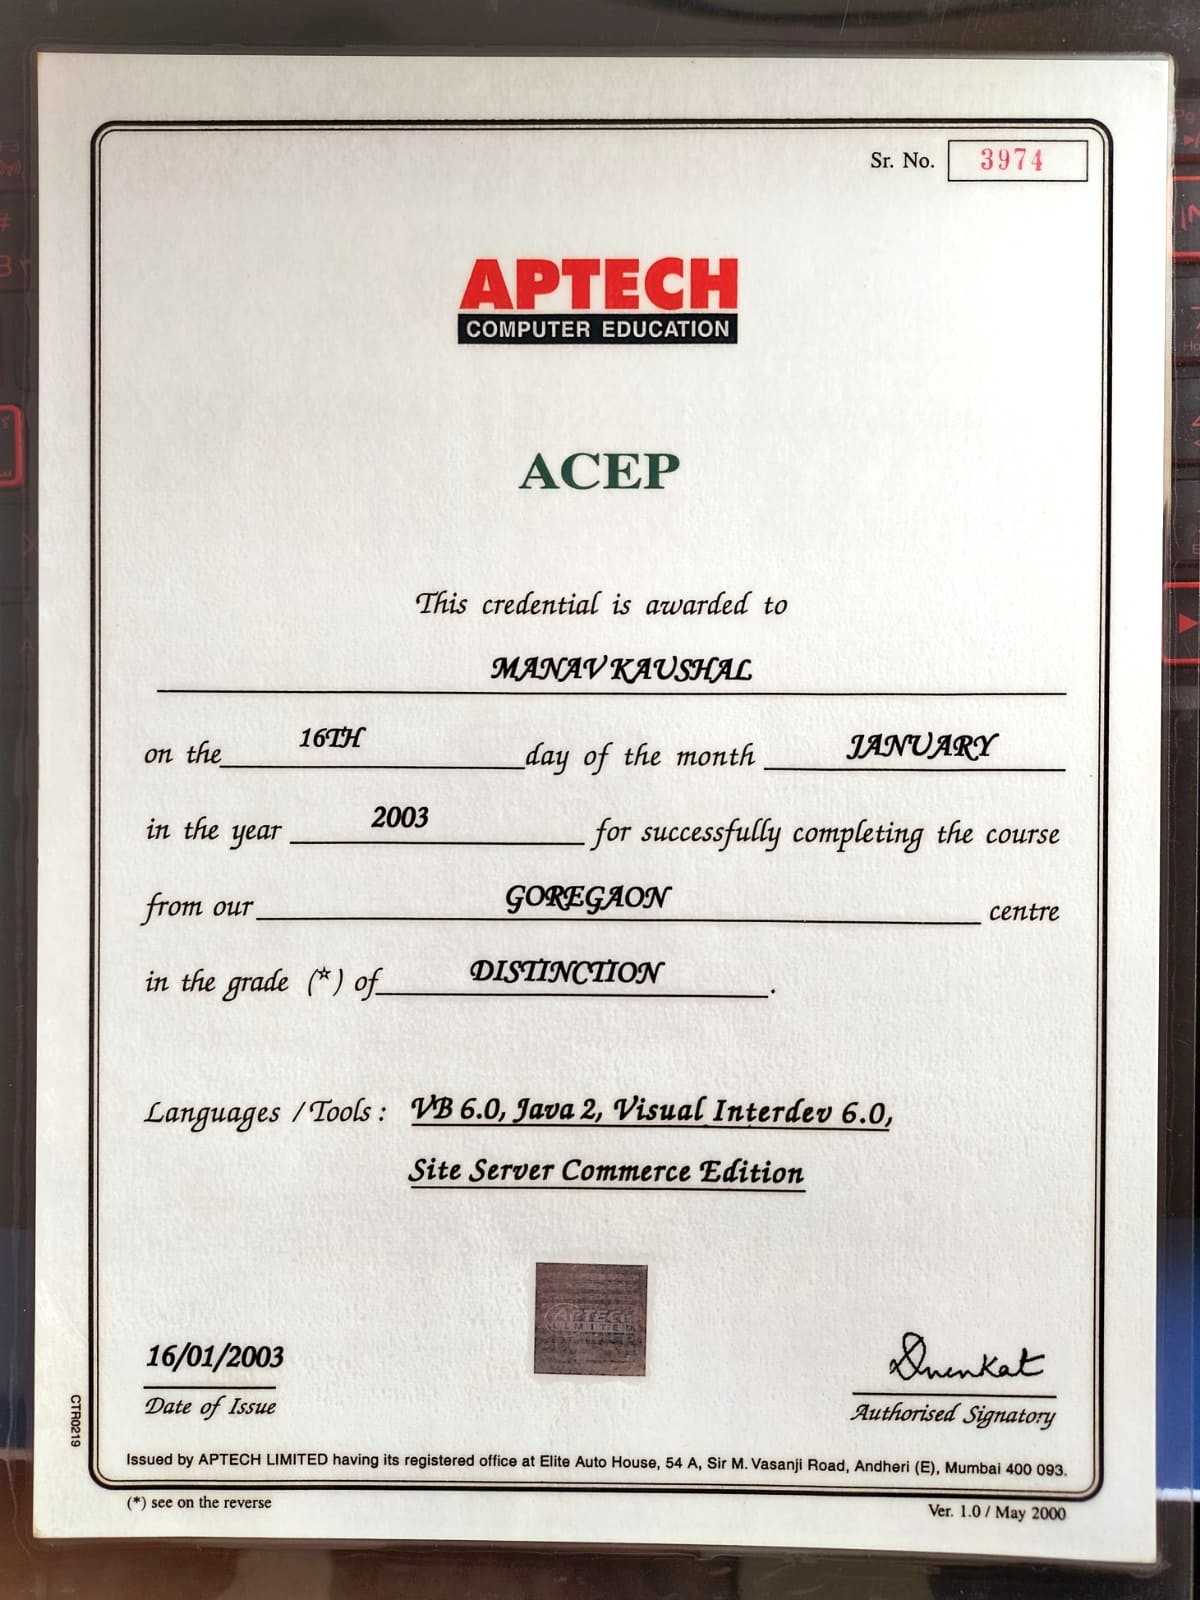 Sr. No. 3974
APTECH
COMPUTER EDUCATION
ACEP
This credential is awarded to
MANAV KAUSHAL
on the 16TH day of the month JANUARY
in the year 2003 for successfully completing the course
from our GOREGAON centre
in the grade (*) of DISTINCTION.
Languages / Tools : VB 6.0, Java 2, Visual Interdev 6.0,
Site Server Commerce Edition
APTECH
LIMITED
16/01/2003
Date of Issue
Authorised Signatory
CTR0219
Issued by APTECH LIMITED having its registered office at Elite Auto House, 54 A, Sir M. Vasanji Road, Andheri (E), Mumbai 400 093.
(*) see on the reverse
Ver. 1.0 / May 2000